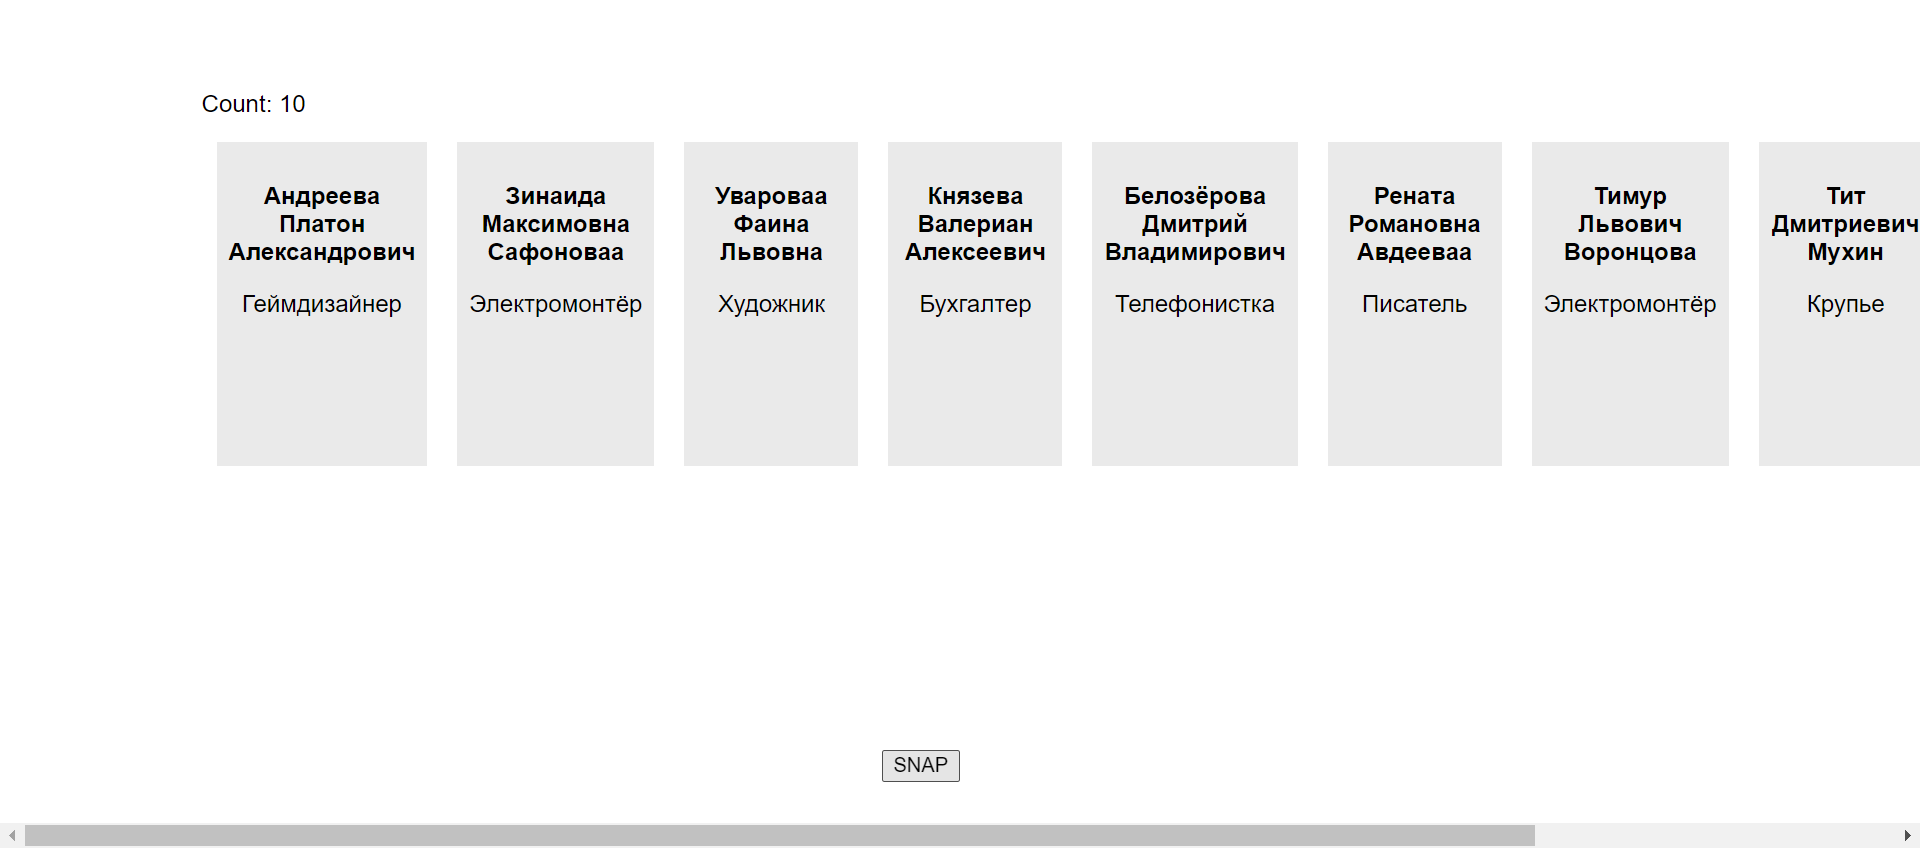 Count: 10
Андреева
Платон
Александрович
Геймдизайнер
Зинаида
Максимовна
Сафоноваа
Электромонтёр
Увароваа
Фаина
Львовна
Художник
Князева
Валериан
Алексеевич
Бухгалтер
Белозёрова
Дмитрий
Владимирович
Телефонистка
Рената
Романовна
Авдееваа
Писатель
Тимур
Львович
Воронцова
Электромонтёр
Тит
Дмитриевич
Мухин
Крупье
SNAP